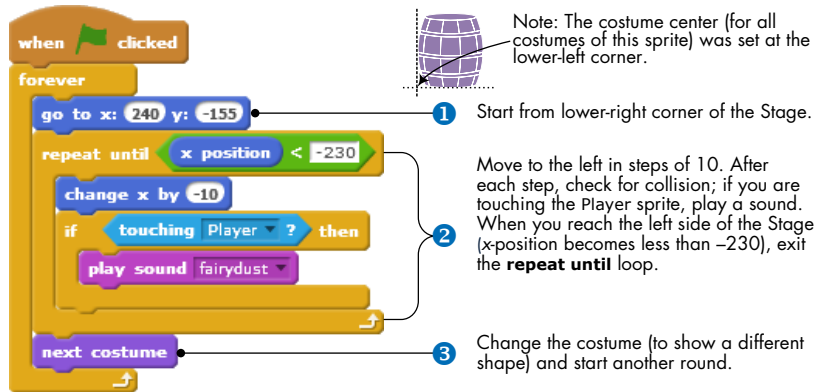 when clicked
forever
go to x: 240 y: -155
repeat until x position < -230
change x by -10
if touching Player ? then
play sound fairydust
next costume
Note: The costume center (for all
costumes of this sprite) was set at the
lower-left corner.
1 Start from lower-right corner of the Stage.
Move to the left in steps of 10. After
each step, check for collision; if you are
touching the Player sprite, play a sound.
2 When you reach the left side of the Stage
(x-position becomes less than –230), exit
the repeat until loop.
3 Change the costume (to show a different
shape) and start another round.